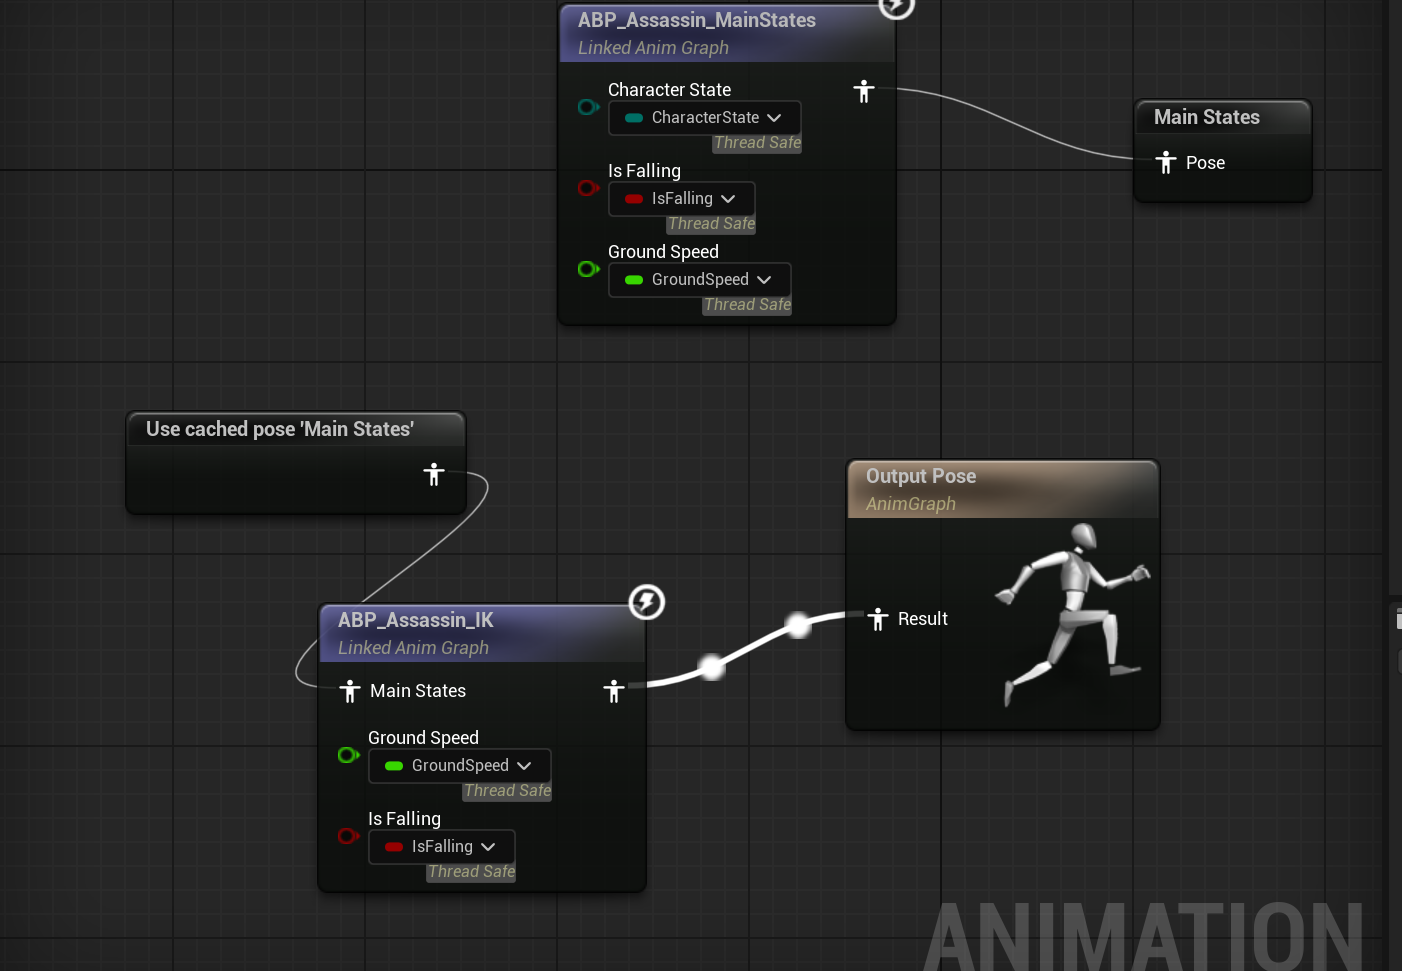 ABP_Assassin_MainStates
Linked Anim Graph
Character State
CharacterState
Thread Safe
Is Falling
IsFalling
Thread Safe
Ground Speed
GroundSpeed
Thread Safe
Main States
Pose
Use cached pose 'Main States'
Output Pose
AnimGraph
Result
ABP_Assassin_IK
Linked Anim Graph
Main States
Ground Speed
GroundSpeed
Thread Safe
Is Falling
IsFalling
Thread Safe
ANIMATION